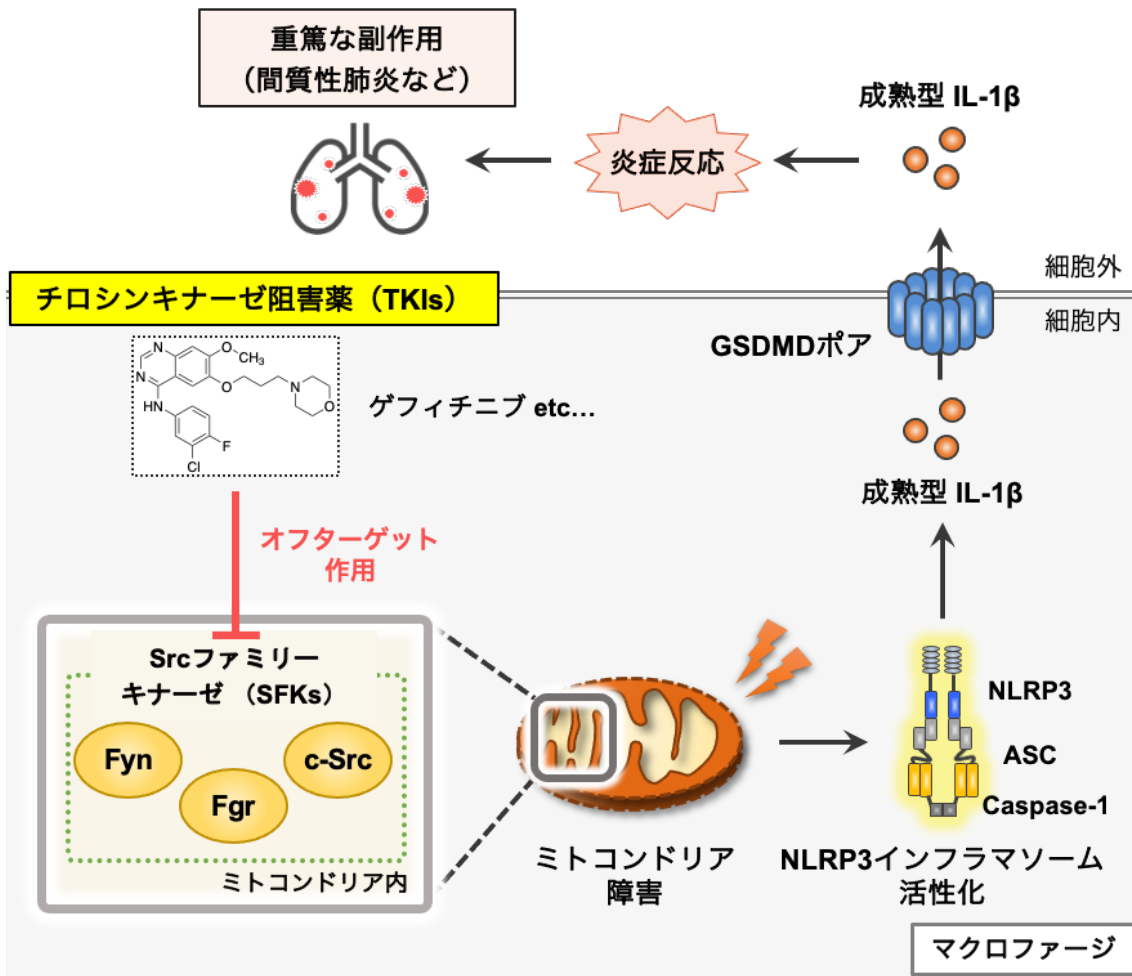 重篤な副作用
（間質性肺炎など）
成熟型 IL-1β
炎症反応
細胞外
チロシンキナーゼ阻害薬（TKIs）
細胞内
GSDMDポア
N
N
O
CH3
O
N
O
HN
F
Cl
ゲフィチニブ etc…
成熟型 IL-1β
オフターゲット
作用
Srcファミリー
キナーゼ （SFKs）
Fyn
c-Src
Fgr
ミトコンドリア内
NLRP3
ASC
Caspase-1
ミトコンドリア
障害
NLRP3インフラマソーム
活性化
マクロファージ